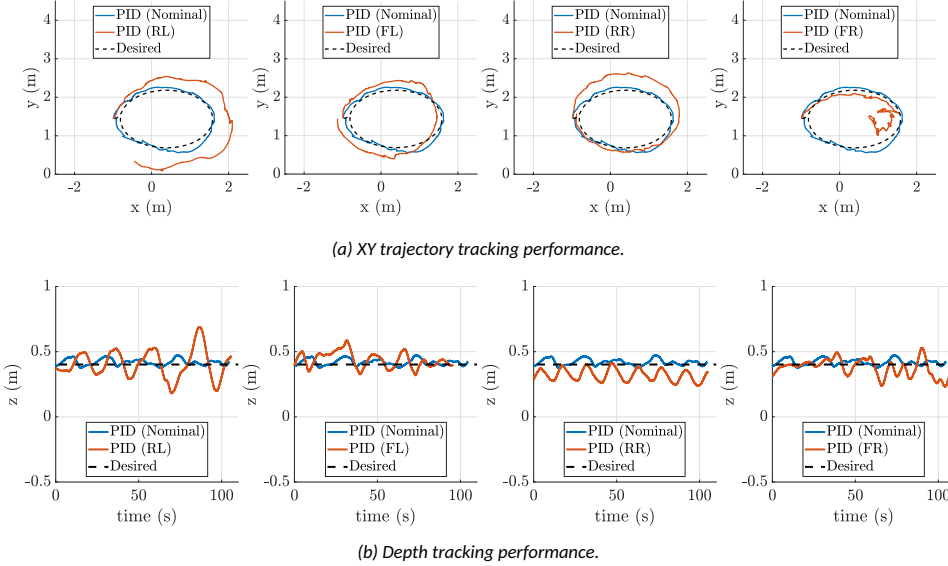 PID (Nominal)
PID (RL)
Desired
4
3
2
1
0
y (m)
-2
0
2
x (m)
PID (Nominal)
PID (FL)
Desired
4
3
2
1
0
y (m)
-2
0
2
x (m)
PID (Nominal)
PID (RR)
Desired
4
3
2
1
0
y (m)
-2
0
2
x (m)
PID (Nominal)
PID (FR)
Desired
4
3
2
1
0
y (m)
-2
0
2
x (m)
(a) XY trajectory tracking performance.
1
0.5
0
-0.5
z (m)
PID (Nominal)
PID (RL)
Desired
0
50
100
time (s)
1
0.5
0
-0.5
z (m)
PID (Nominal)
PID (FL)
Desired
0
50
100
time (s)
1
0.5
0
-0.5
z (m)
PID (Nominal)
PID (RR)
Desired
0
50
100
time (s)
1
0.5
0
-0.5
z (m)
PID (Nominal)
PID (FR)
Desired
0
50
100
time (s)
(b) Depth tracking performance.